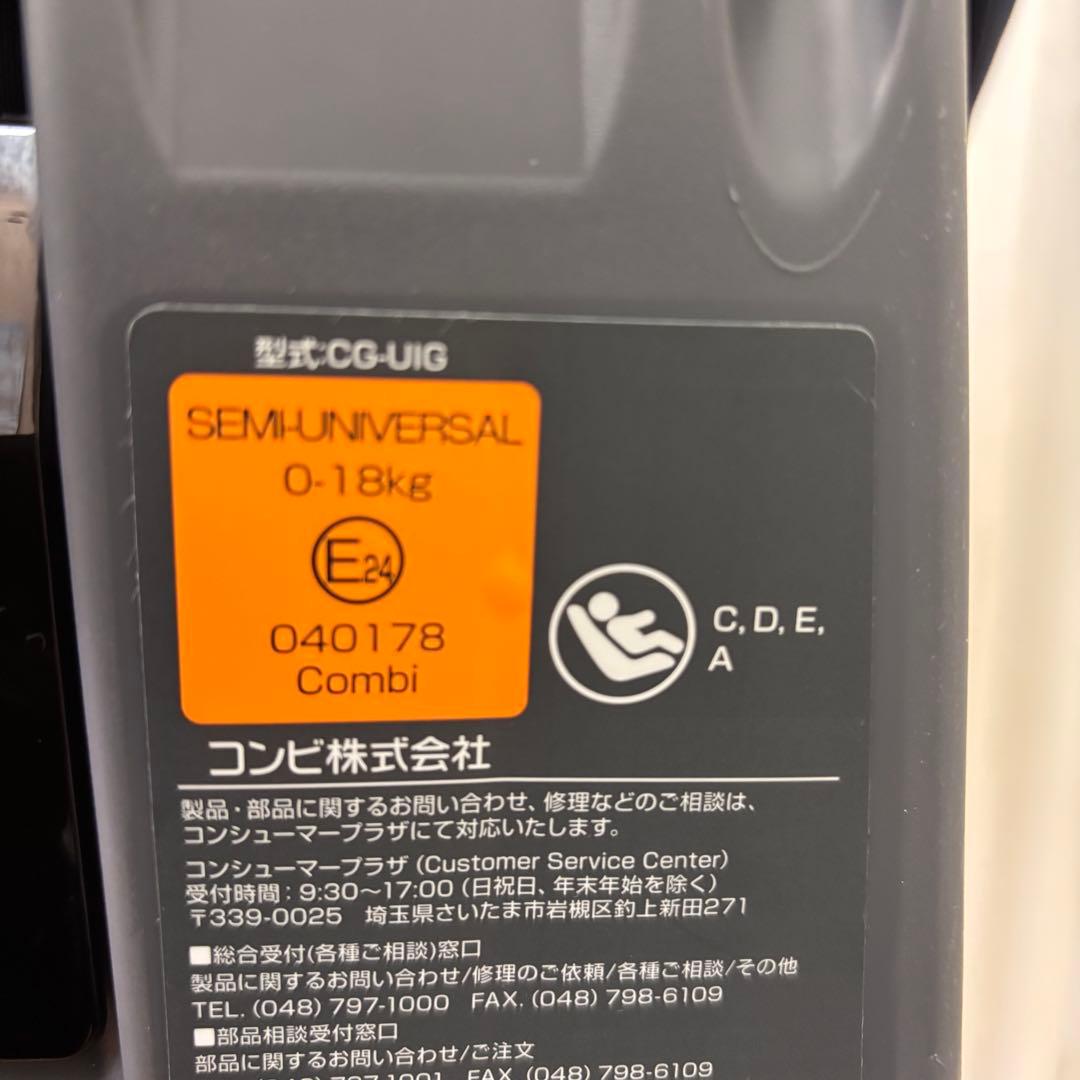 型式:CG-UIG
SEMI-UNIVERSAL
0-18kg
E24
040178
Combi
C, D, E,
A
コンビ株式会社
製品・部品に関するお問い合わせ、修理などのご相談は、
コンシューマープラザにて対応いたします。
コンシューマープラザ (Customer Service Center)
受付時間:9:30〜17:00 (日祝日、年末年始を除く)
〒339-0025 埼玉県さいたま市岩槻区釣上新田271
■総合受付(各種ご相談)窓口
製品に関するお問い合わせ/修理のご依頼/各種ご相談/その他
TEL. (048) 797-1000 FAX. (048) 798-6109
■部品相談受付窓口
部品に関するお問い合わせ/ご注文
(048) 797-1001 FAX. (048) 798-6109